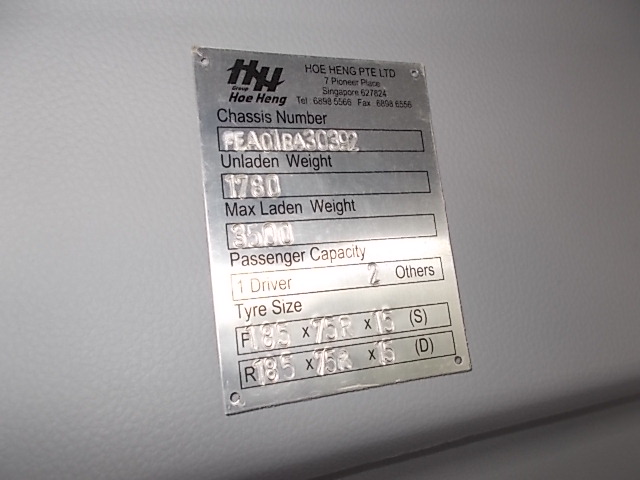 HH
Group
Hoe Heng
HOE HENG PTE LTD
7 Pioneer Place
Singapore 627824
Tel 6898 5566 Fax 6898 6556
Chassis Number
FEA01BA30392
Unladen Weight
1780
Max Laden Weight
3500
Passenger Capacity
1 Driver 2 Others
Tyre Size
F 185 x 75R x 15 (S)
R 185 x 75R x 15 (D)